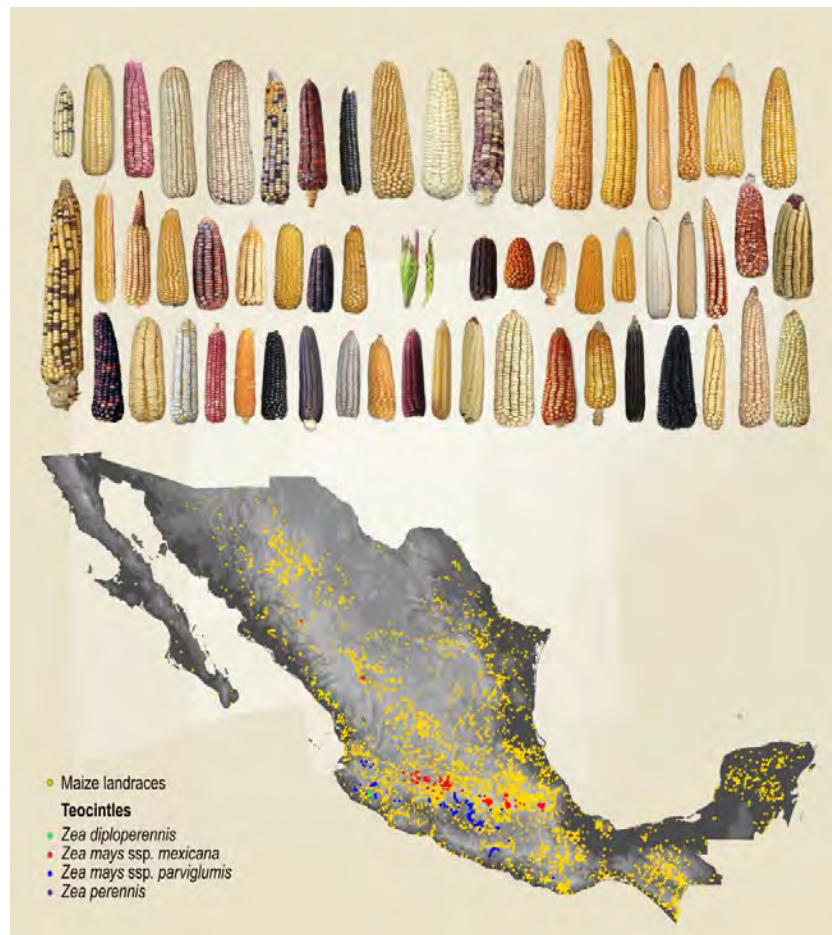 Maize landraces
Teocintles
Zea diploperennis
Zea mays ssp. mexicana
Zea mays ssp. parviglumis
Zea perennis